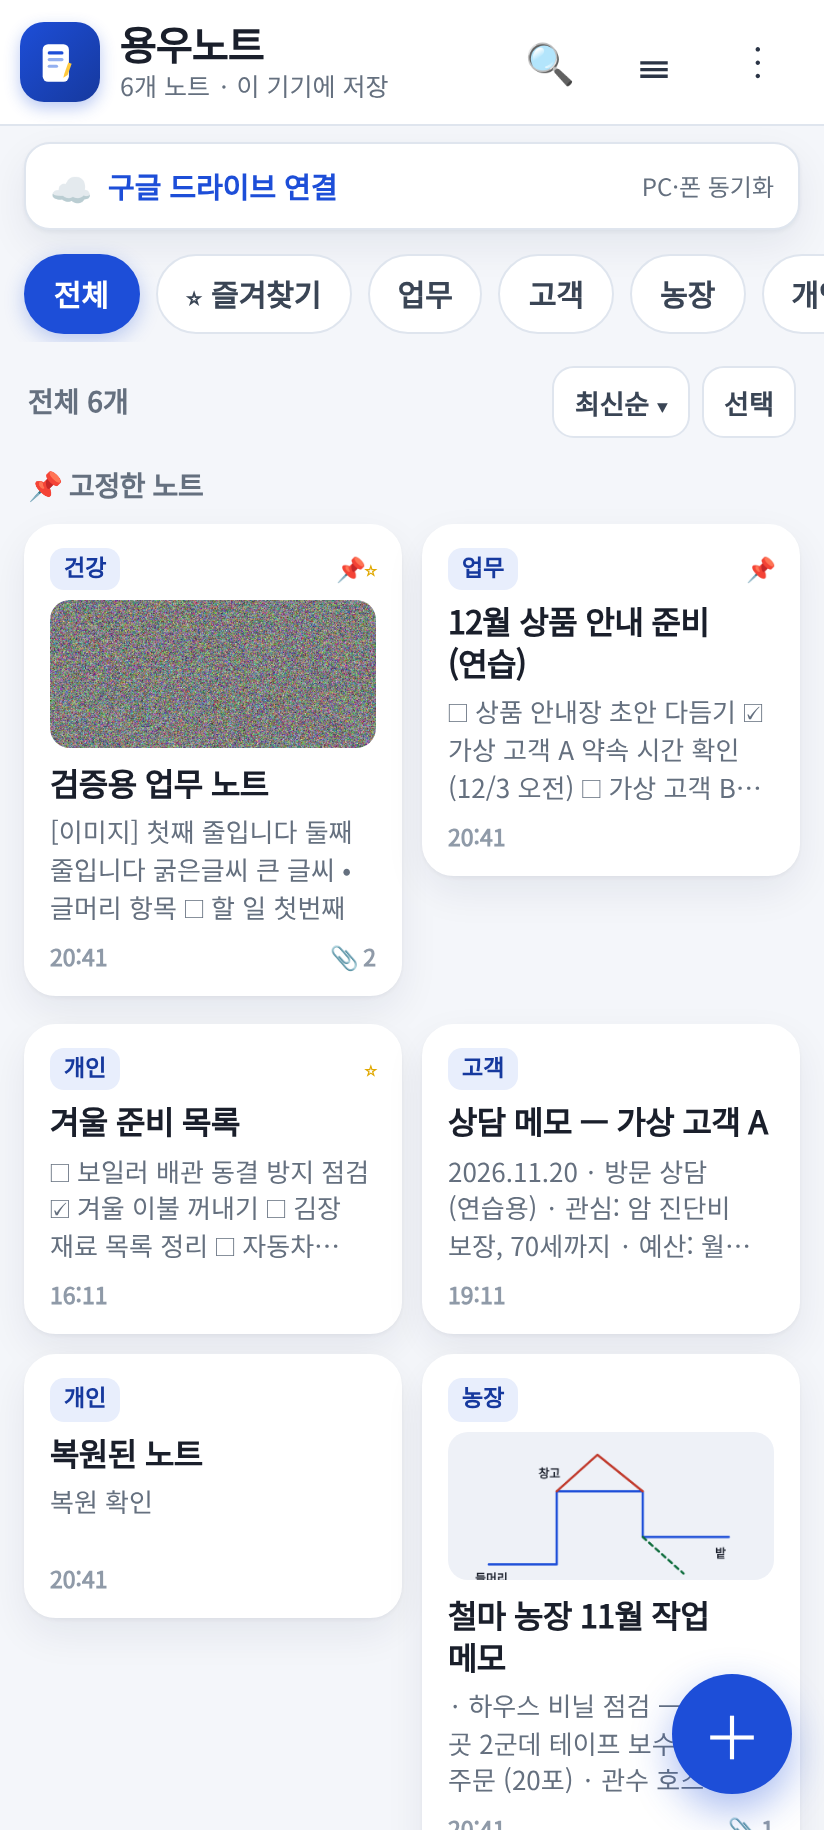 용우노트
6개 노트 · 이 기기에 저장
구글 드라이브 연결
PC·폰 동기화
전체
☆ 즐겨찾기
업무
고객
농장
전체 6개
최신순 ▾
선택
📌 고정한 노트
건강
검증용 업무 노트
[이미지] 첫째 줄입니다 둘째
줄입니다 굵은글씨 큰 글씨 •
글머리 항목 ☐ 할 일 첫번째
20:41
📎 2
업무
12월 상품 안내 준비
(연습)
☐ 상품 안내장 초안 다듬기 ☑
가상 고객 A 약속 시간 확인
(12/3 오전) ☐ 가상 고객 B…
20:41
개인
겨울 준비 목록
☐ 보일러 배관 동결 방지 점검
☑ 겨울 이불 꺼내기 ☐ 김장
재료 목록 정리 ☐ 자동차…
16:11
고객
상담 메모 — 가상 고객 A
2026.11.20 · 방문 상담
(연습용) · 관심: 암 진단비
보장, 70세까지 · 예산: 월…
19:11
개인
복원된 노트
복원 확인
20:41
농장
창고
밭
들머리
철마 농장 11월 작업
메모
· 하우스 비닐 점검 —
곳 2군데 테이프 보수
주문 (20포) · 관수 호스
20:41
📎 1